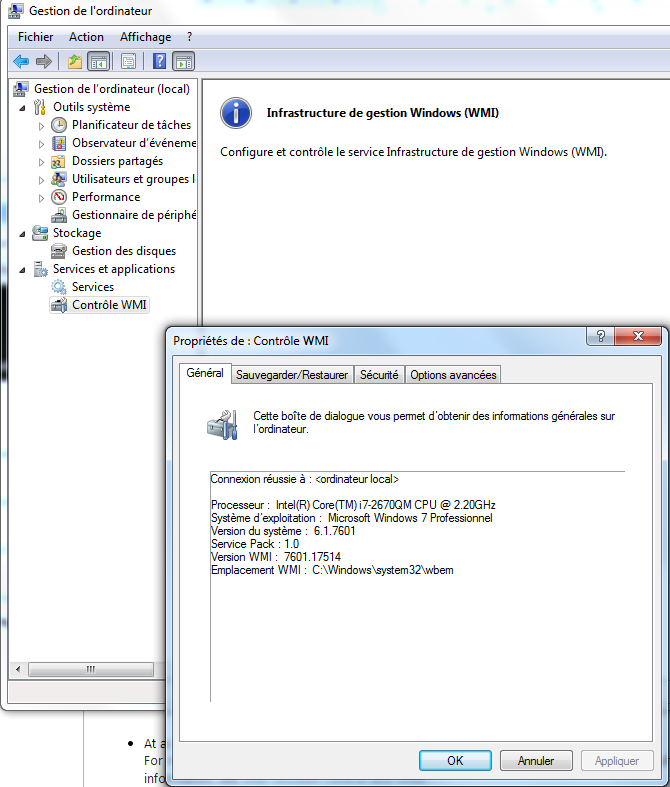 Gestion de l'ordinateur
Fichier Action Affichage ?
Gestion de l'ordinateur (local)
Outils système
Planificateur de tâches
Observateur d'événeme
Dossiers partagés
Utilisateurs et groupes l
Performance
Gestionnaire de périphé
Stockage
Gestion des disques
Services et applications
Services
Contrôle WMI
Infrastructure de gestion Windows (WMI)
Configure et contrôle le service Infrastructure de gestion Windows (WMI).
Propriétés de : Contrôle WMI
Général Sauvegarder/Restaurer Sécurité Options avancées
Cette boîte de dialogue vous permet d'obtenir des informations générales sur
l'ordinateur.
Connexion réussie à : <ordinateur local>
Processeur : Intel(R) Core(TM) i7-2670QM CPU @ 2.20GHz
Système d'exploitation : Microsoft Windows 7 Professionnel
Version du système : 6.1.7601
Service Pack : 1.0
Version WMI : 7601.17514
Emplacement WMI : C:\Windows\system32\wbem
OK Annuler Appliquer
At a
For